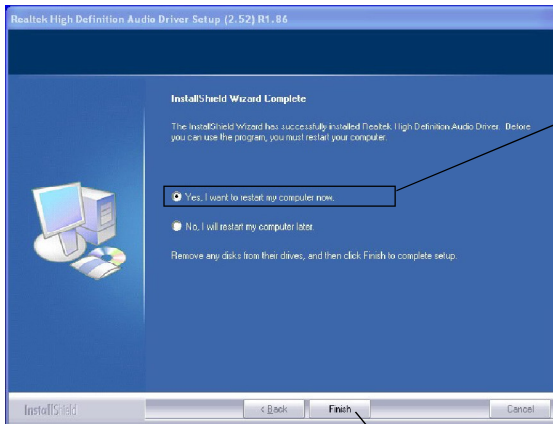 Realtek High Definition Audio Driver Setup (2.52) R1.86
InstallShield Wizard Complete
The InstallShield Wizard has successfully installed Realtek High Definition Audio Driver. Before
you can use the program, you must restart your computer.
Yes, I want to restart my computer now.
No, I will restart my computer later.
Remove any disks from their drives, and then click Finish to complete setup.
InstallShield
< Back
Finish
Cancel